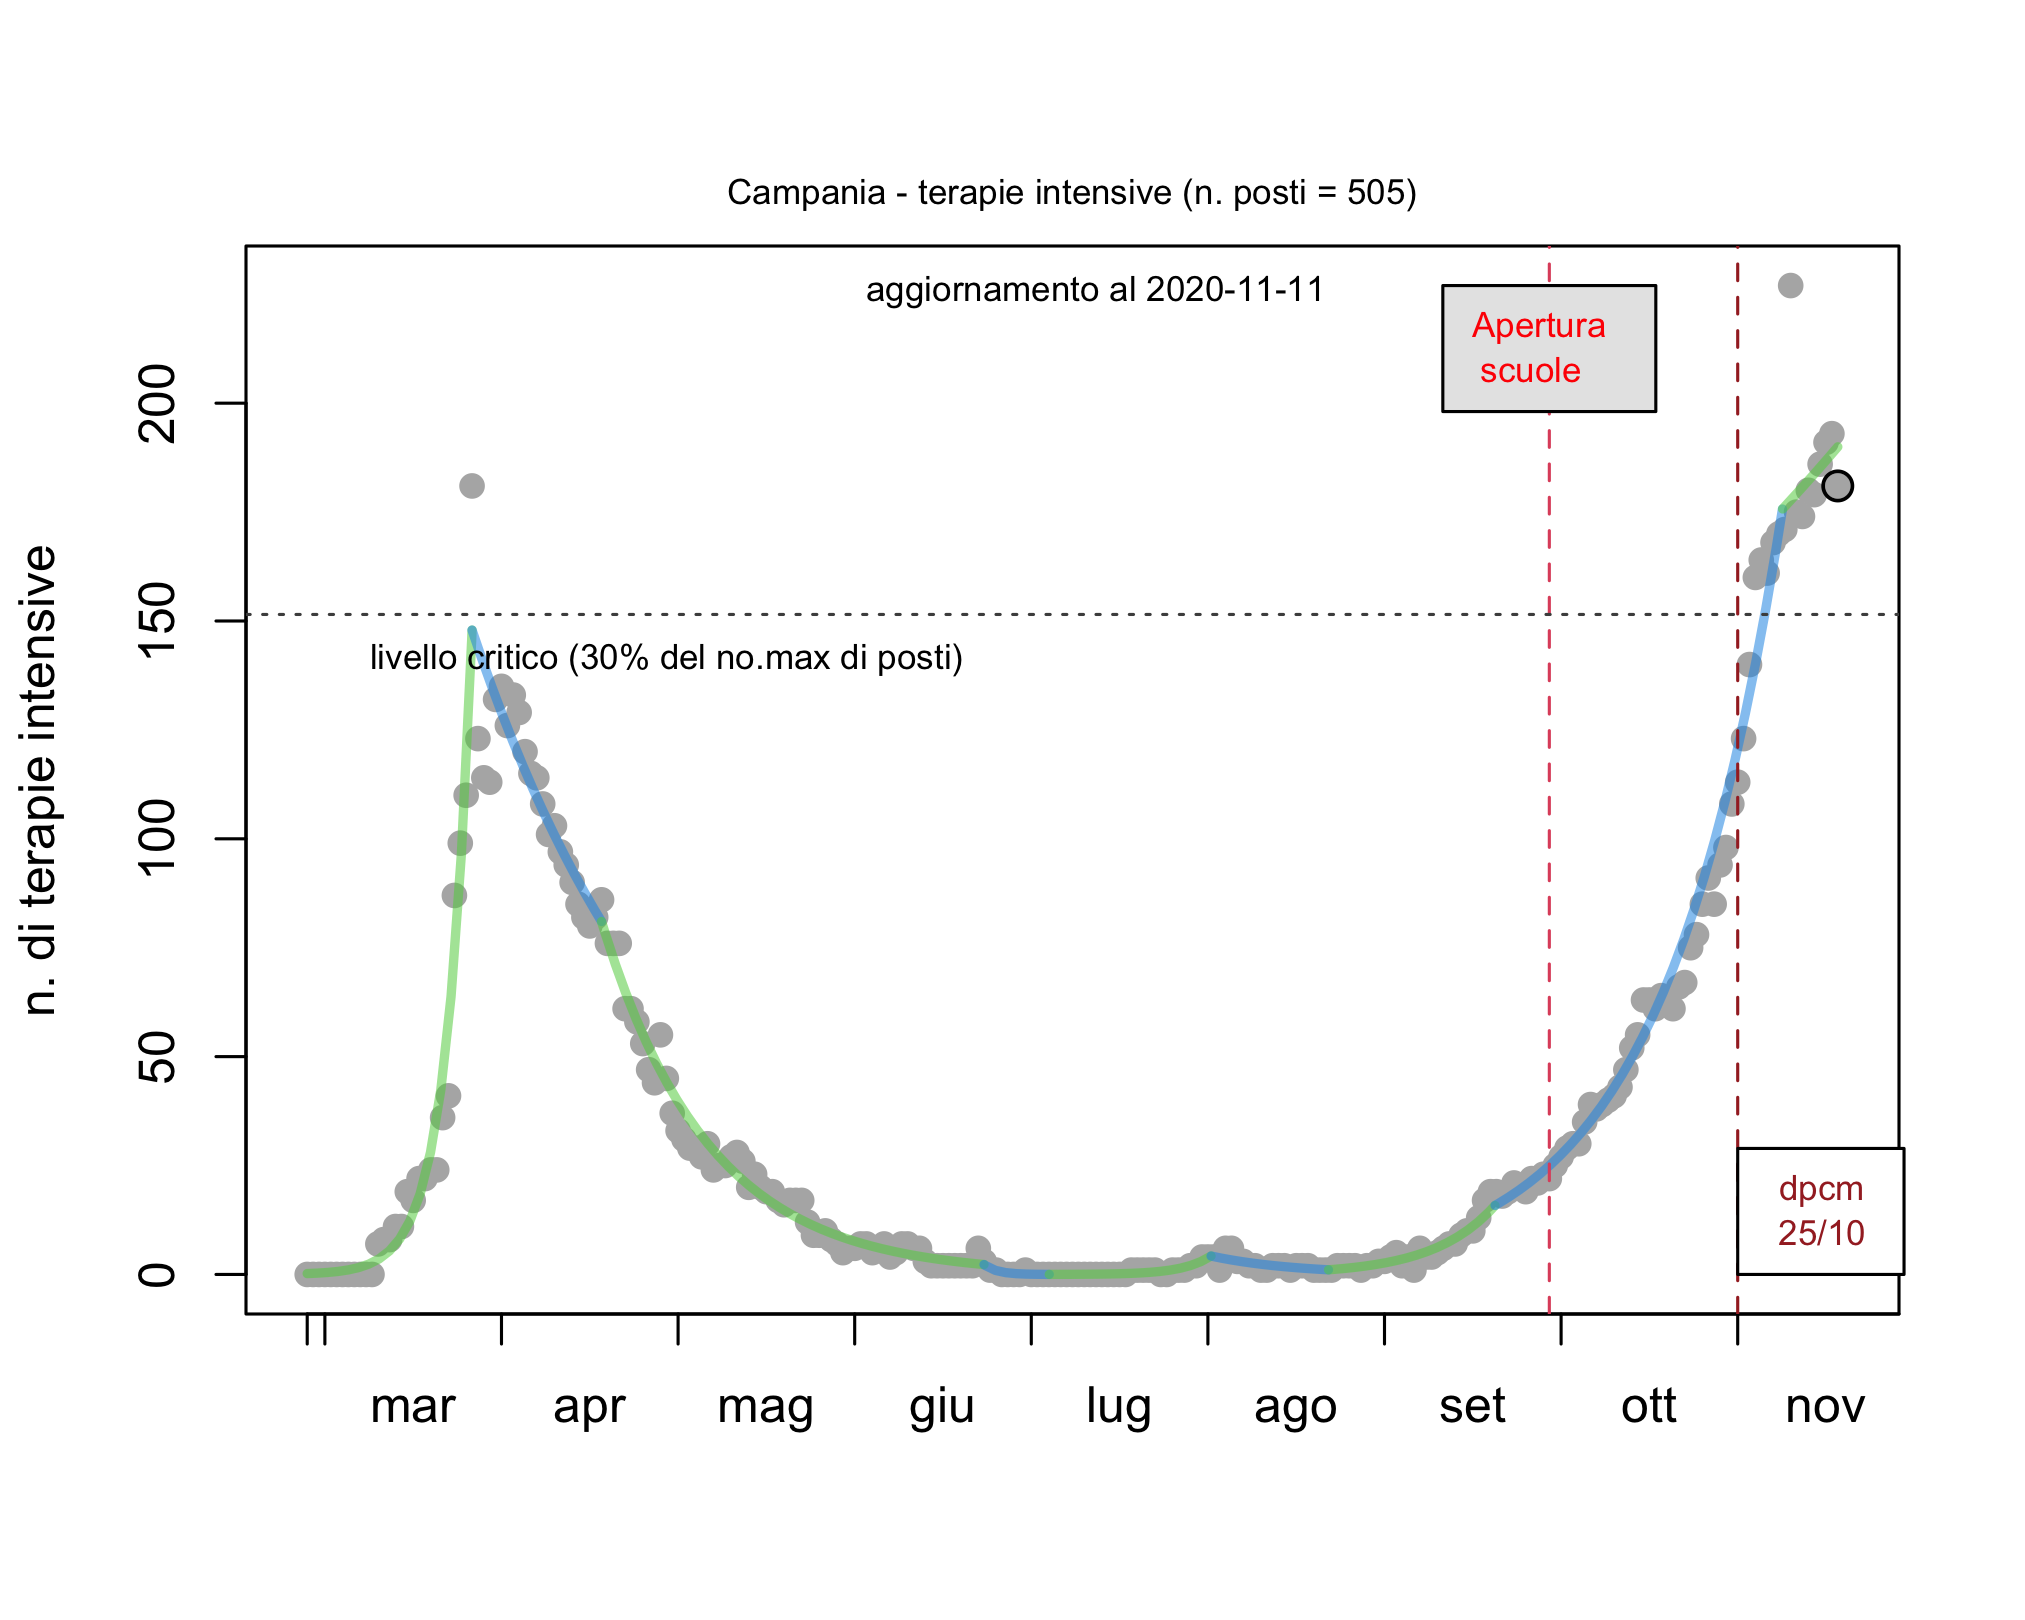 Campania - terapie intensive (n. posti = 505)
aggiornamento al 2020-11-11
Apertura
scuole
livello critico (30% del no.max di posti)
dpcm
25/10
n. di terapie intensive
200
150
100
50
0
mar apr mag giu lug ago set ott nov